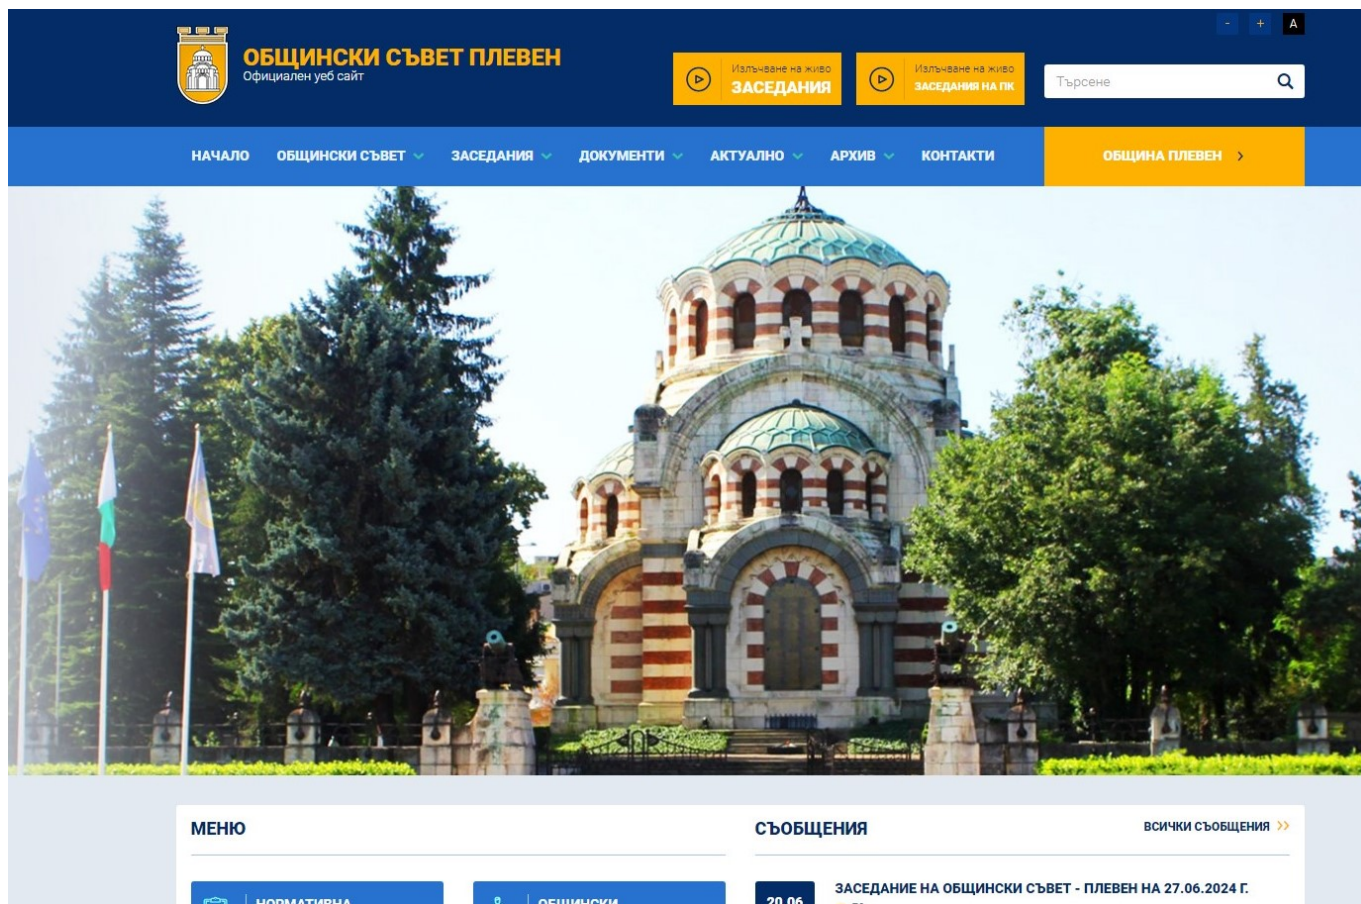 - + A
ОБЩИНСКИ СЪВЕТ ПЛЕВЕН
Официален уеб сайт
Излъчване на живо
ЗАСЕДАНИЯ
Излъчване на живо
ЗАСЕДАНИЯ НА ПК
Търсене
НАЧАЛО ОБЩИНСКИ СЪВЕТ ЗАСЕДАНИЯ ДОКУМЕНТИ АКТУАЛНО АРХИВ КОНТАКТИ ОБЩИНА ПЛЕВЕН
МЕНЮ
СЪОБЩЕНИЯ
ВСИЧКИ СЪОБЩЕНИЯ
НОРМАТИВНА
ОБЩИНСКИ
20.06
ЗАСЕДАНИЕ НА ОБЩИНСКИ СЪВЕТ - ПЛЕВЕН НА 27.06.2024 Г.